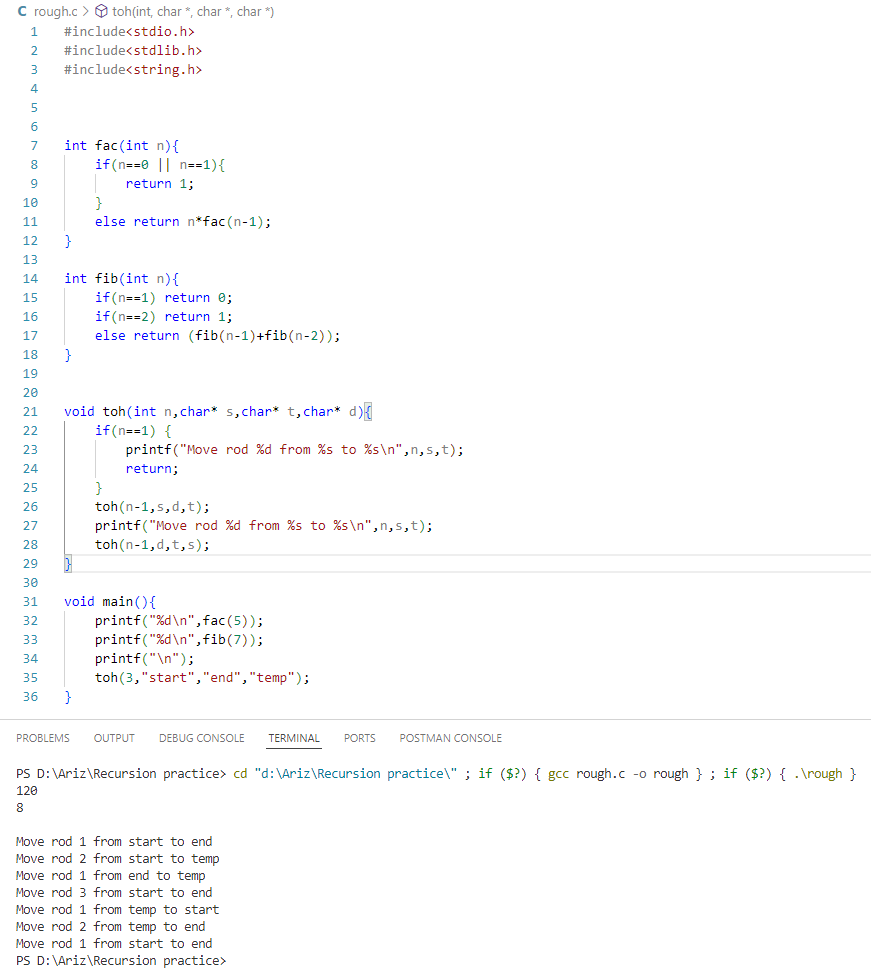 C rough.c > toh(int, char *, char *, char *)
1 #include<stdio.h>
2 #include<stdlib.h>
3 #include<string.h>
4
5
6
7 int fac(int n){
8     if(n==0 || n==1){
9         return 1;
10     }
11     else return n*fac(n-1);
12 }
13
14 int fib(int n){
15     if(n==1) return 0;
16     if(n==2) return 1;
17     else return (fib(n-1)+fib(n-2));
18 }
19
20
21 void toh(int n,char* s,char* t,char* d){
22     if(n==1) {
23         printf("Move rod %d from %s to %s\n",n,s,t);
24         return;
25     }
26     toh(n-1,s,d,t);
27     printf("Move rod %d from %s to %s\n",n,s,t);
28     toh(n-1,d,t,s);
29 }
30
31 void main(){
32     printf("%d\n",fac(5));
33     printf("%d\n",fib(7));
34     printf("\n");
35     toh(3,"start","end","temp");
36 }
PROBLEMS OUTPUT DEBUG CONSOLE TERMINAL PORTS POSTMAN CONSOLE
PS D:\Ariz\Recursion practice> cd "d:\Ariz\Recursion practice\" ; if ($?) { gcc rough.c -o rough } ; if ($?) { .\rough }
120
8

Move rod 1 from start to end
Move rod 2 from start to temp
Move rod 1 from end to temp
Move rod 3 from start to end
Move rod 1 from temp to start
Move rod 2 from temp to end
Move rod 1 from start to end
PS D:\Ariz\Recursion practice>